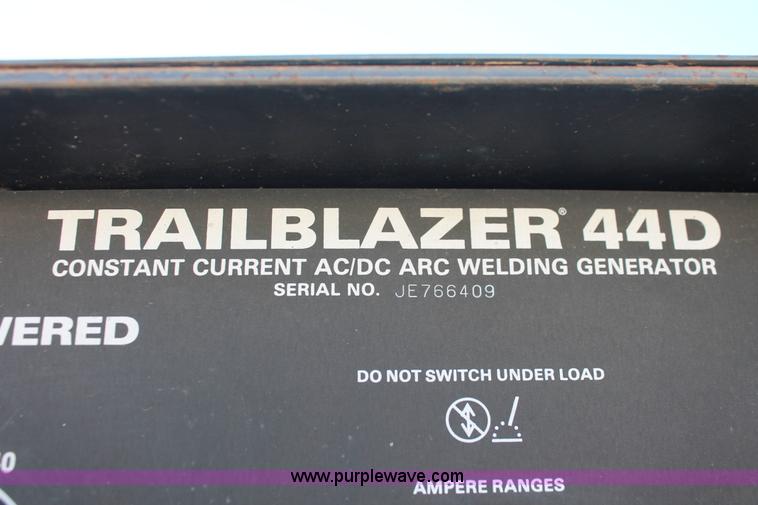 TRAILBLAZER® 44D
CONSTANT CURRENT AC/DC ARC WELDING GENERATOR
SERIAL NO. JE766409
DO NOT SWITCH UNDER LOAD
www.purplewave.com
AMPERE RANGES